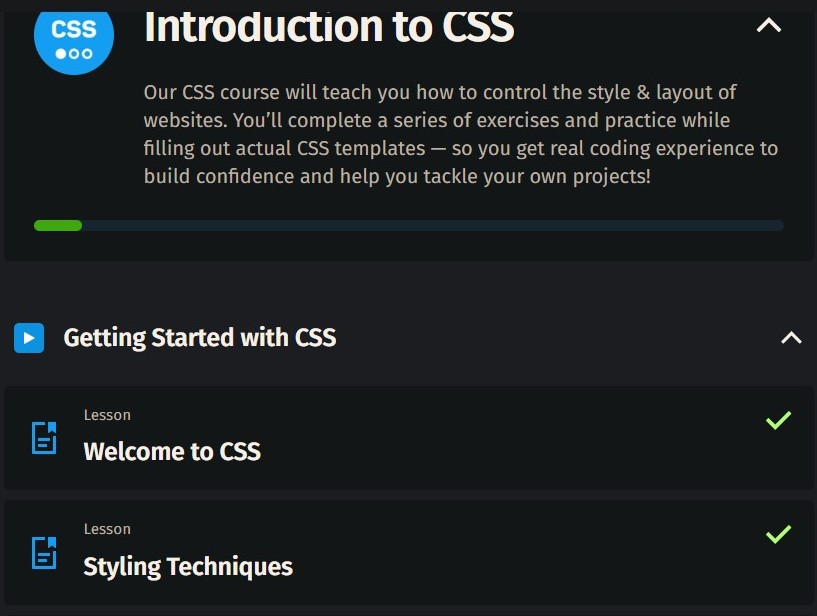 CSS
Introduction to CSS
Our CSS course will teach you how to control the style & layout of
websites. You’ll complete a series of exercises and practice while
filling out actual CSS templates — so you get real coding experience to
build confidence and help you tackle your own projects!
Getting Started with CSS
Lesson
Welcome to CSS
Lesson
Styling Techniques